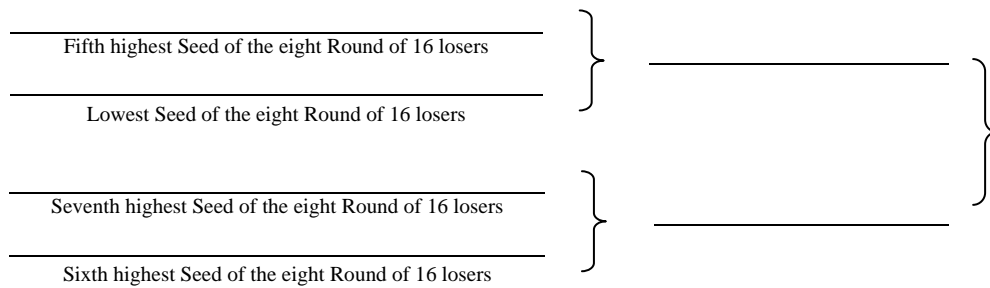 Fifth highest Seed of the eight Round of 16 losers
Lowest Seed of the eight Round of 16 losers
Seventh highest Seed of the eight Round of 16 losers
Sixth highest Seed of the eight Round of 16 losers